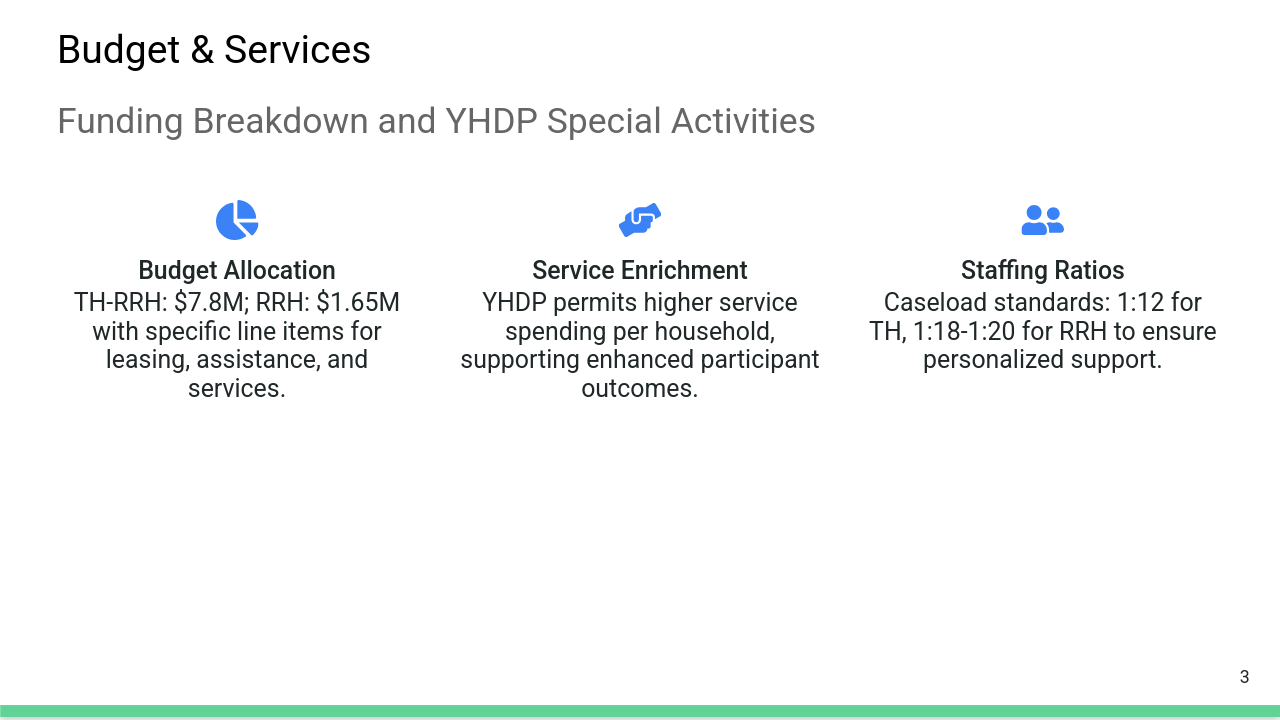 Budget & Services
Funding Breakdown and YHDP Special Activities
Budget Allocation
TH-RRH: $7.8M; RRH: $1.65M
with specific line items for
leasing, assistance, and
services.
Service Enrichment
YHDP permits higher service
spending per household,
supporting enhanced participant
outcomes.
Staffing Ratios
Caseload standards: 1:12 for
TH, 1:18-1:20 for RRH to ensure
personalized support.
3